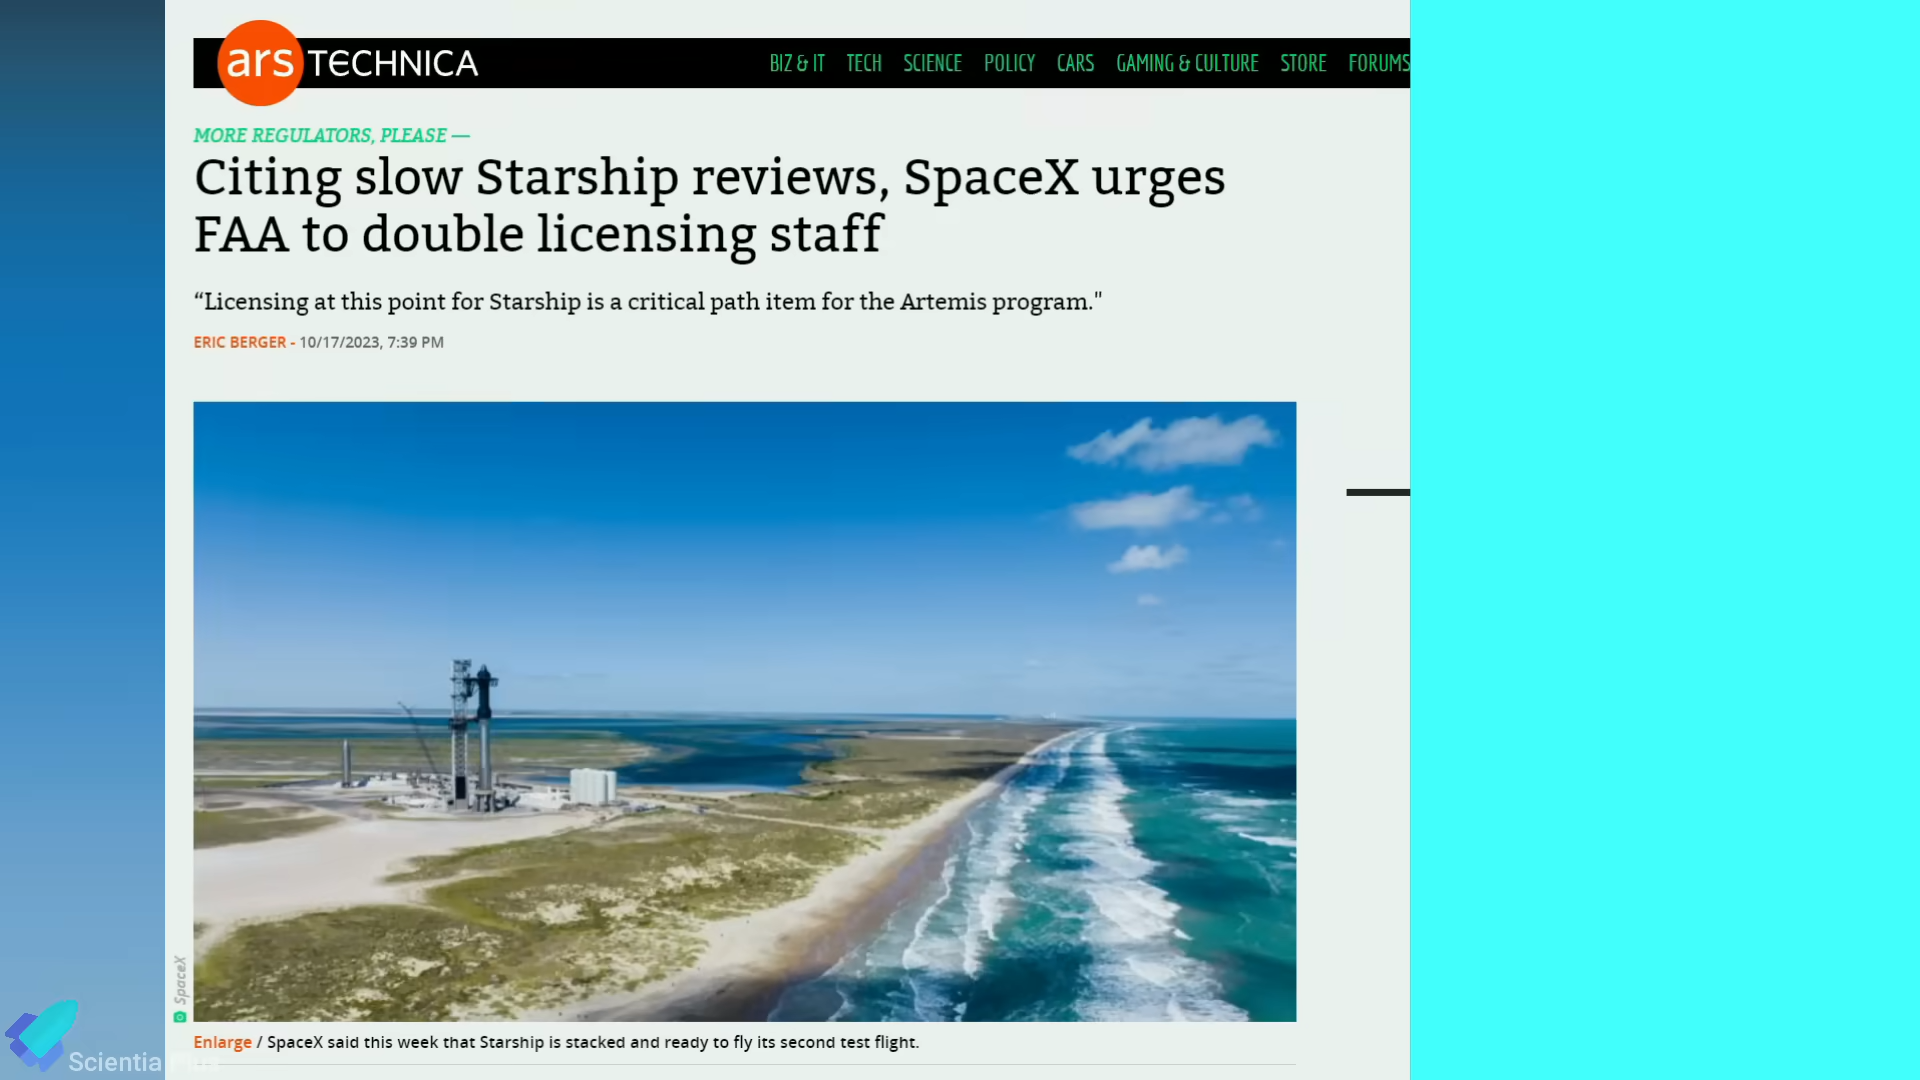 ars TECHNICA
BIZ & IT TECH SCIENCE POLICY CARS GAMING & CULTURE STORE FORUMS
MORE REGULATORS, PLEASE —
Citing slow Starship reviews, SpaceX urges
FAA to double licensing staff
“Licensing at this point for Starship is a critical path item for the Artemis program."
ERIC BERGER - 10/17/2023, 7:39 PM
SpaceX
Enlarge / SpaceX said this week that Starship is stacked and ready to fly its second test flight.
Scientia Plus